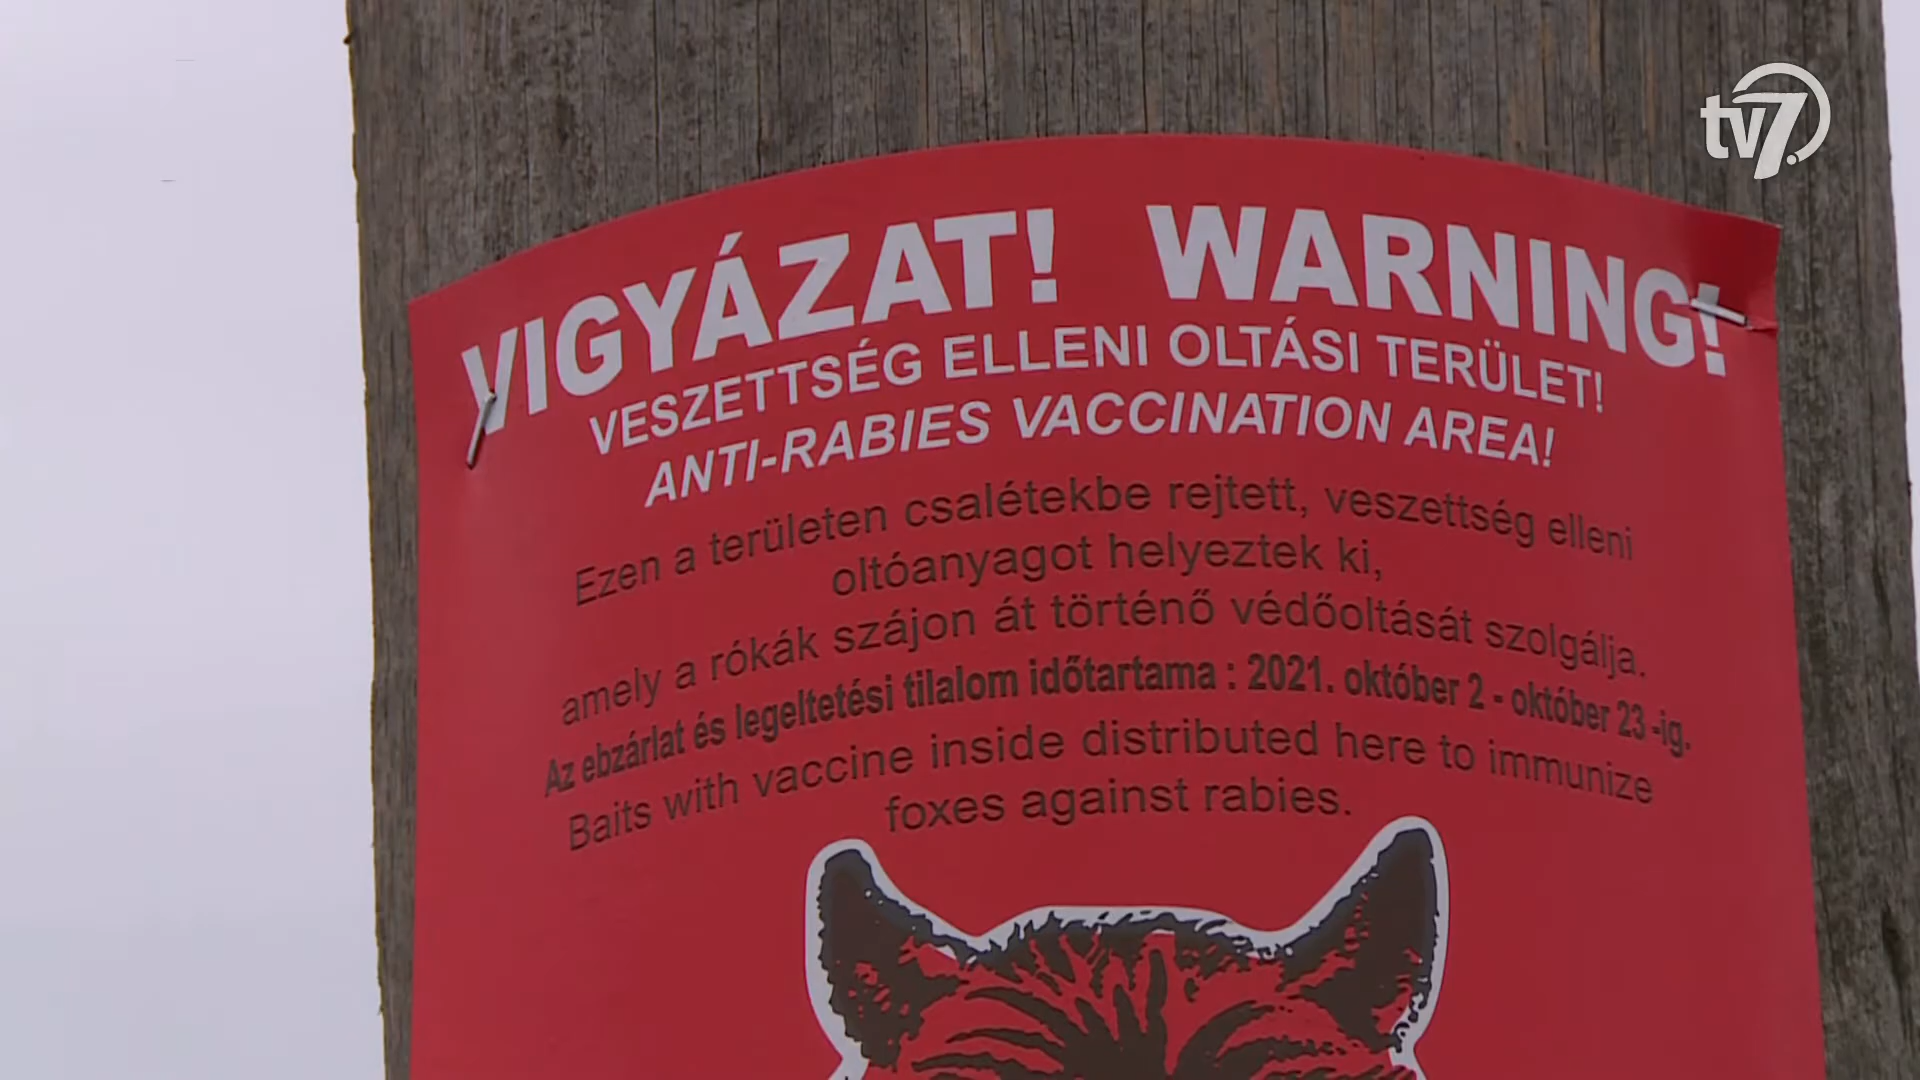 tv7.
VIGYÁZAT! WARNING!
VESZETTSÉG ELLENI OLTÁSI TERÜLET!
ANTI-RABIES VACCINATION AREA!
Ezen a területen csalétekbe rejtett, veszettség elleni
oltóanyagot helyeztek ki,
amely a rókák szájon át történő védőoltását szolgálja.
Az ebzárlat és legeltetési tilalom időtartama : 2021. október 2 - október 23 -ig.
Baits with vaccine inside distributed here to immunize
foxes against rabies.